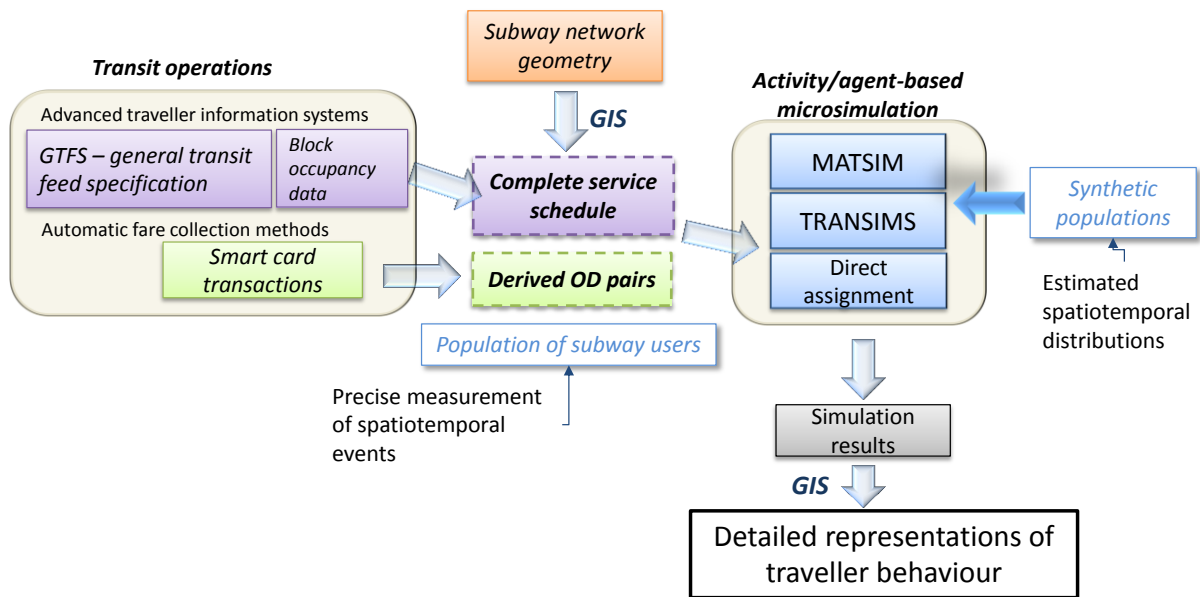 Subway network
geometry
Transit operations
GIS
Activity/agent-based
microsimulation
Advanced traveller information systems
GTFS – general transit
feed specification
Block
occupancy
data
Automatic fare collection methods
Smart card
transactions
Complete service
schedule
Derived OD pairs
Population of subway users
Precise measurement
of spatiotemporal
events
MATSIM
TRANSIMS
Direct
assignment
Synthetic
populations
Estimated
spatiotemporal
distributions
Simulation
results
GIS
Detailed representations of
traveller behaviour